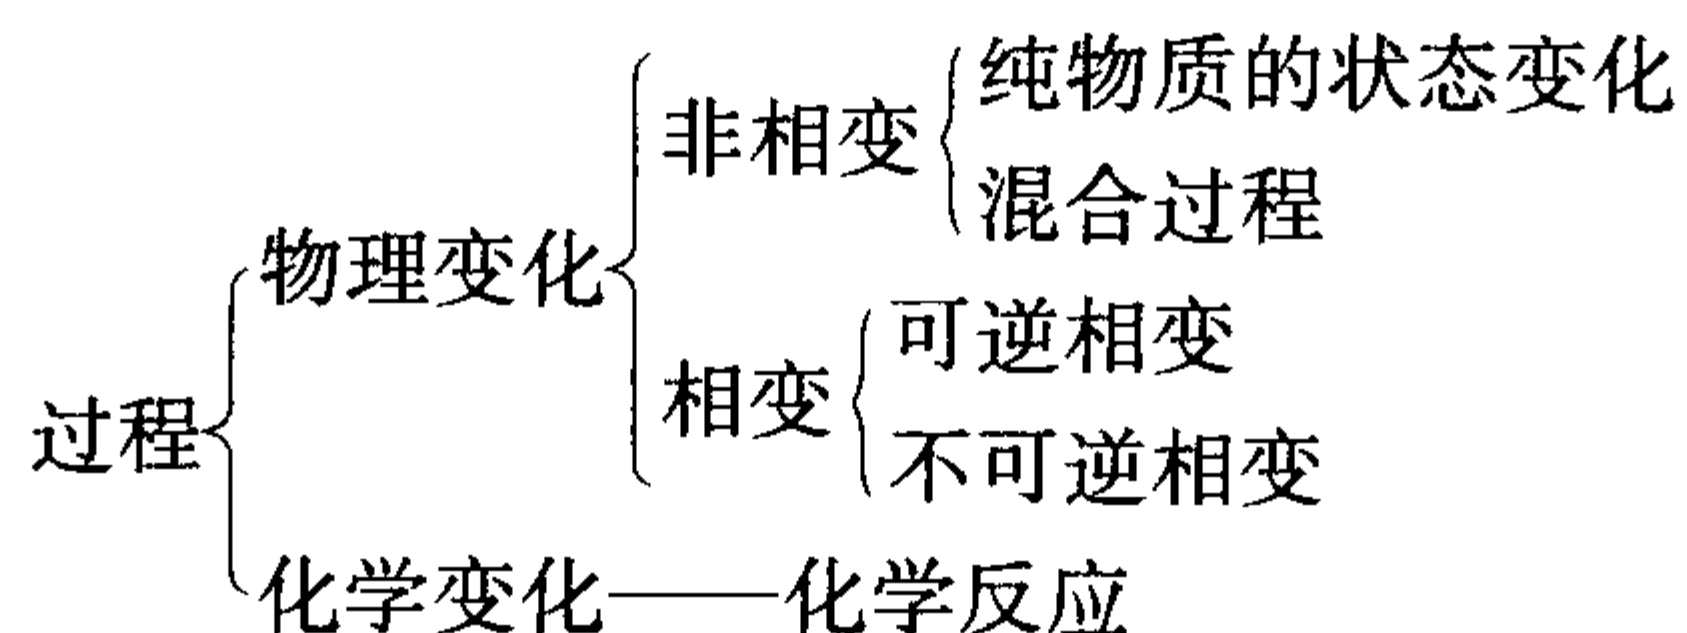 纯物质的状态变化
非相变
混合过程
物理变化
可逆相变
相变
不可逆相变
过程
化学变化——化学反应